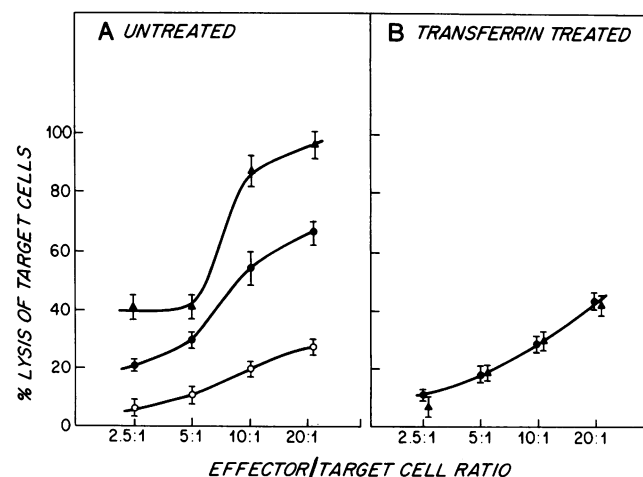 A UNTREATED
B TRANSFERRIN TREATED
% LYSIS OF TARGET CELLS
100
80
60
40
20
0
2.5:1 5:1 10:1 20:1
2.5:1 5:1 10:1 20:1
EFFECTOR/TARGET CELL RATIO